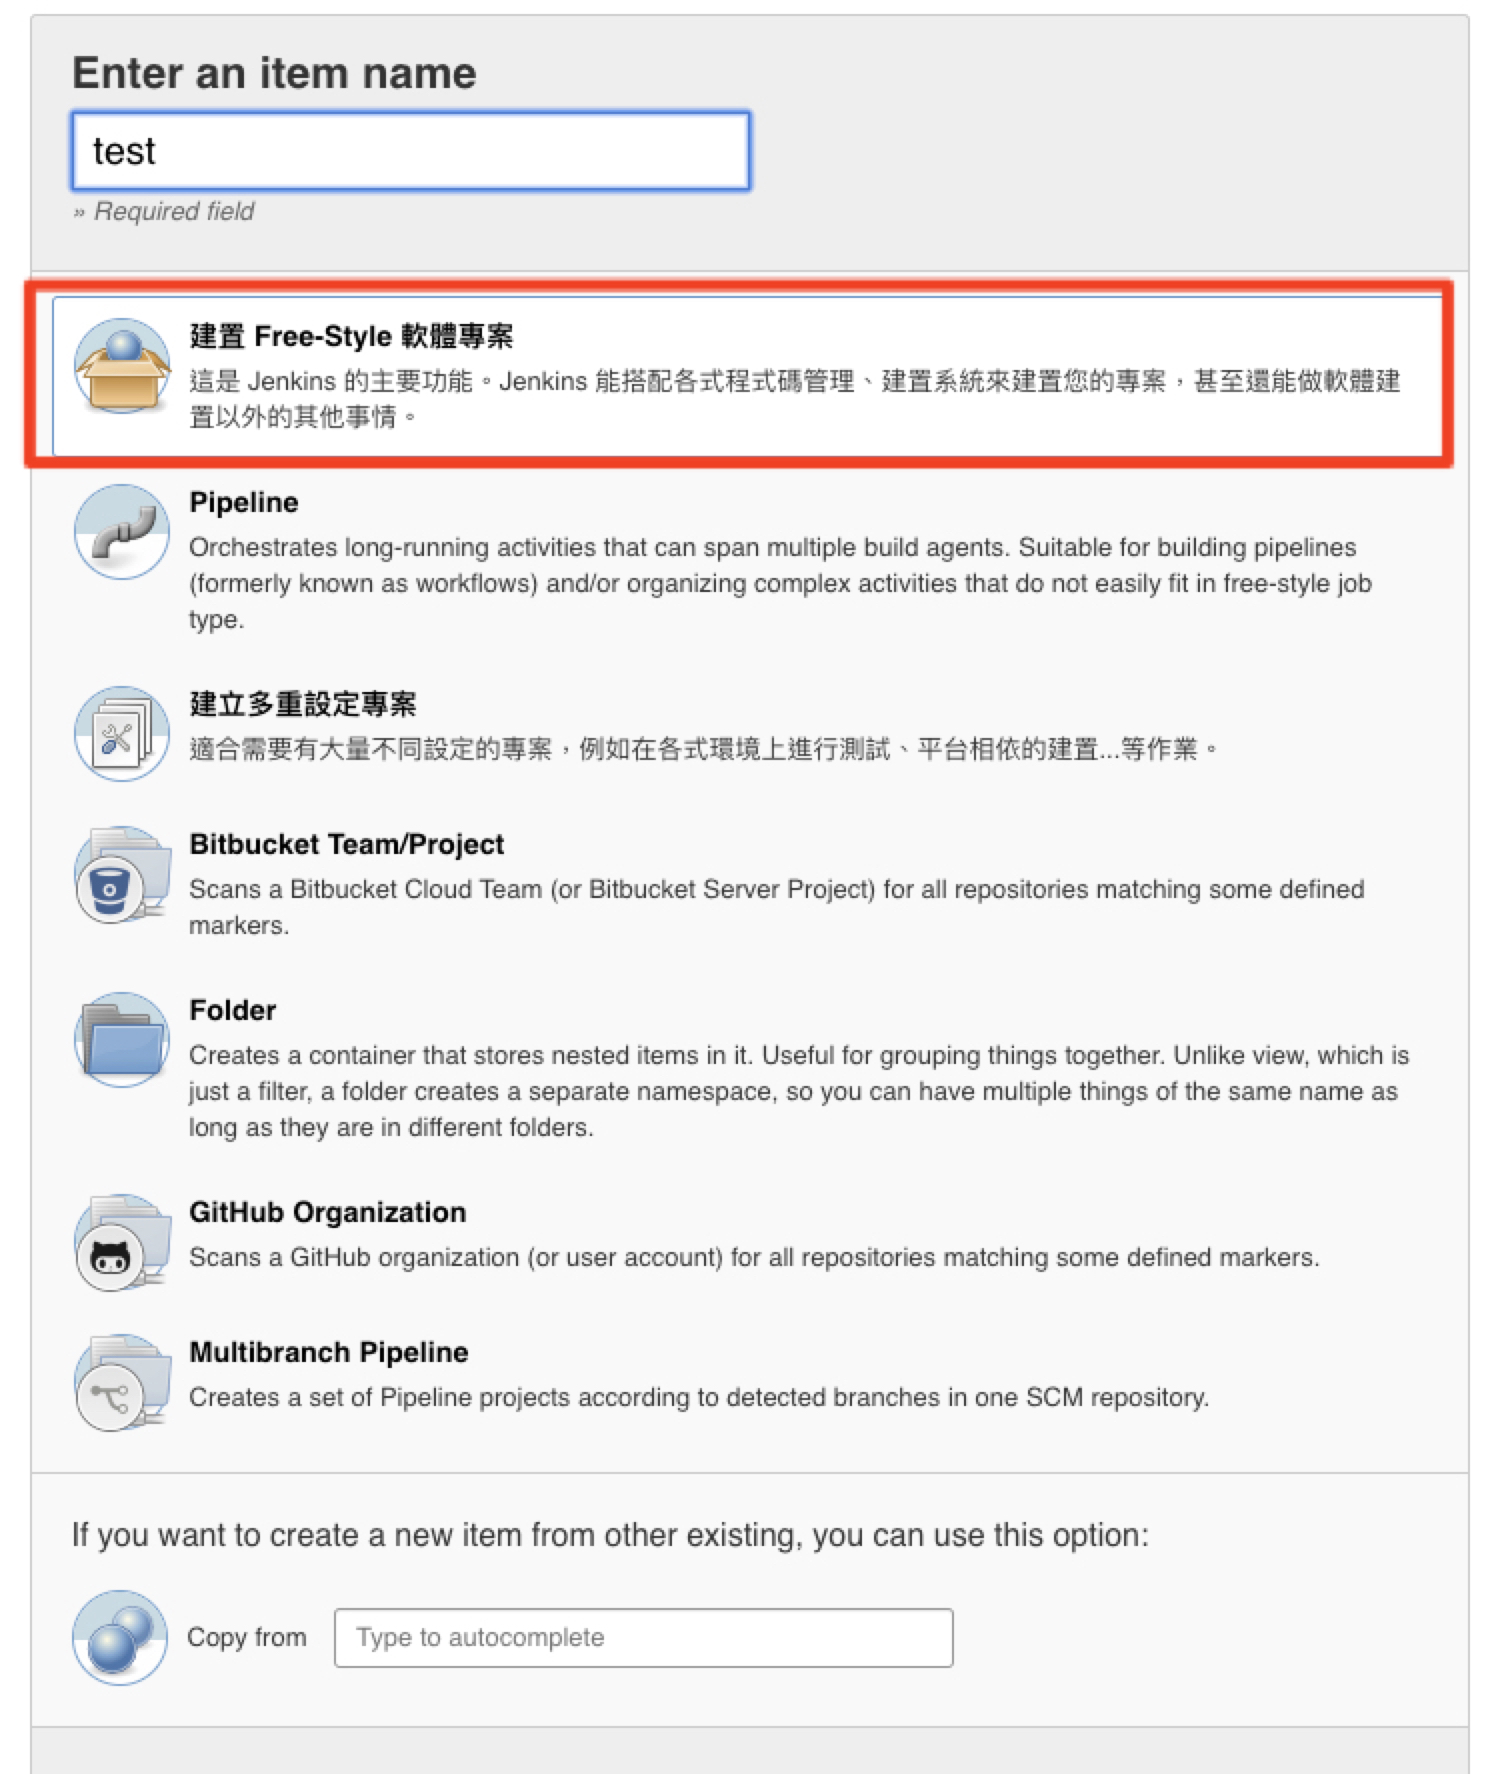 Enter an item name
test
» Required field
建置 Free-Style 軟體專案
這是 Jenkins 的主要功能。Jenkins 能搭配各式程式碼管理、建置系統來建置您的專案，甚至還能做軟體建
置以外的其他事情。
Pipeline
Orchestrates long-running activities that can span multiple build agents. Suitable for building pipelines
(formerly known as workflows) and/or organizing complex activities that do not easily fit in free-style job
type.
建立多重設定專案
適合需要有大量不同設定的專案，例如在各式環境上進行測試、平台相依的建置...等作業。
Bitbucket Team/Project
Scans a Bitbucket Cloud Team (or Bitbucket Server Project) for all repositories matching some defined
markers.
Folder
Creates a container that stores nested items in it. Useful for grouping things together. Unlike view, which is
just a filter, a folder creates a separate namespace, so you can have multiple things of the same name as
long as they are in different folders.
GitHub Organization
Scans a GitHub organization (or user account) for all repositories matching some defined markers.
Multibranch Pipeline
Creates a set of Pipeline projects according to detected branches in one SCM repository.
If you want to create a new item from other existing, you can use this option:
Copy from
Type to autocomplete